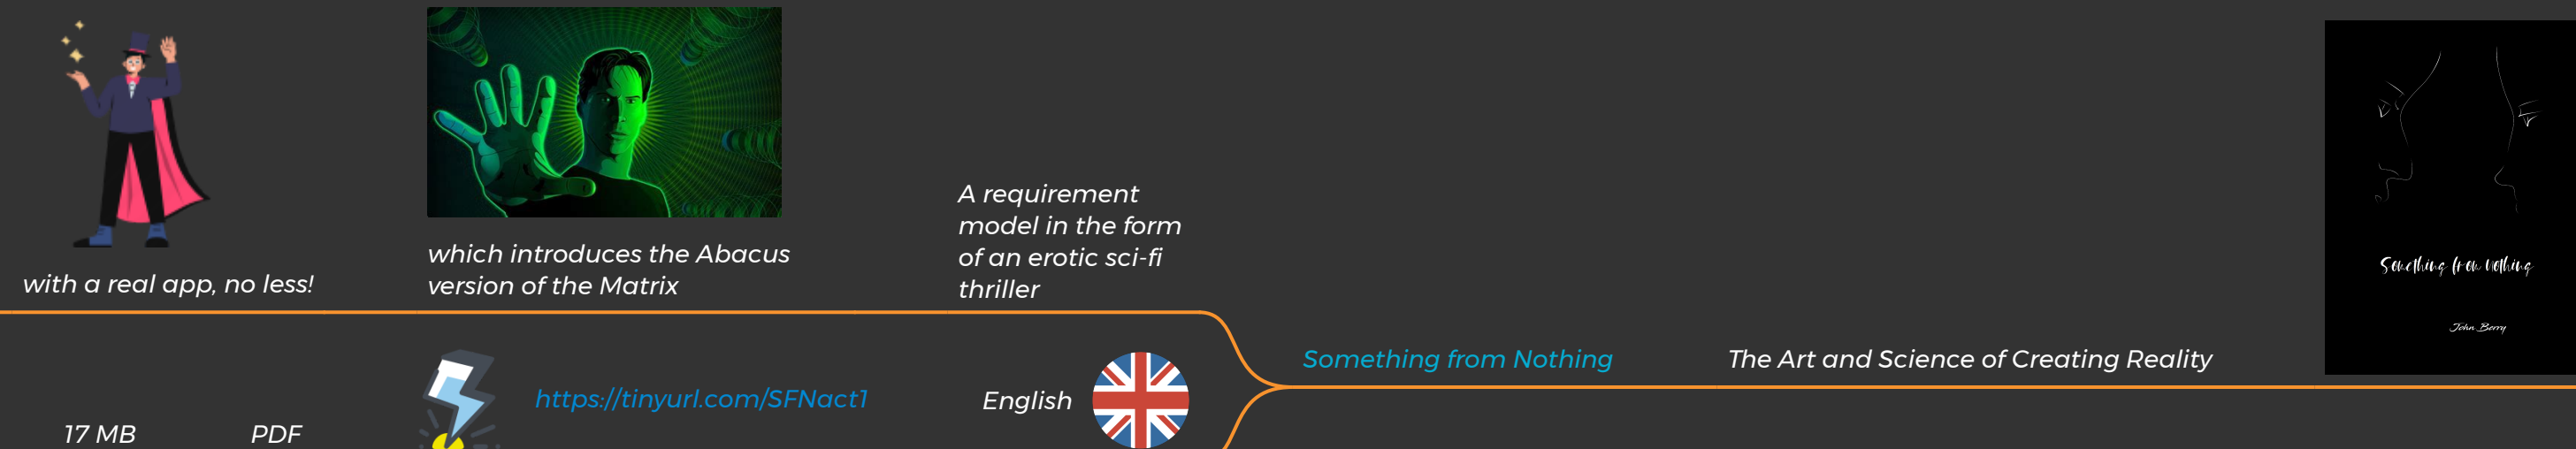 with a real app, no less!
which introduces the Abacus
version of the Matrix
A requirement
model in the form
of an erotic sci-fi
thriller
Something from Nothing
The Art and Science of Creating Reality
Something from Nothing
John Berry
17 MB
PDF
https://tinyurl.com/SFNact1
English